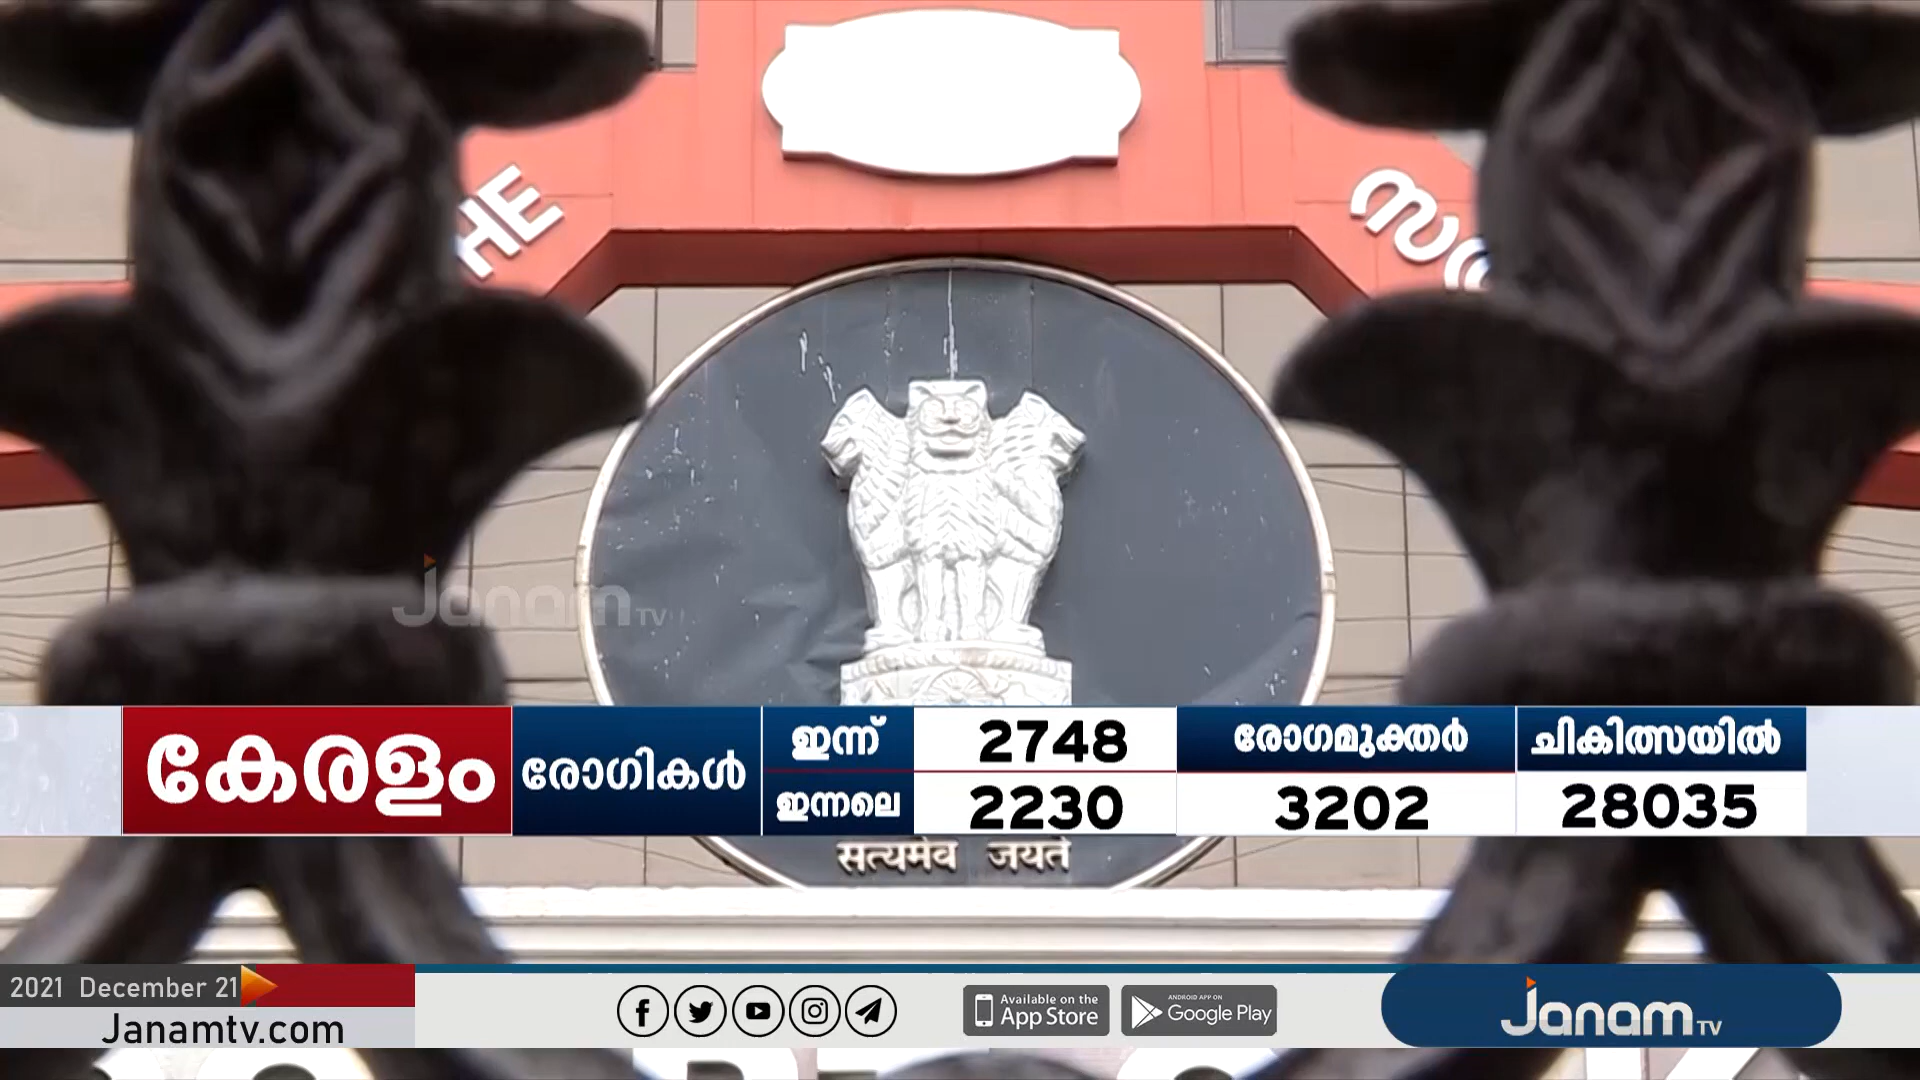 HE
Janam TV
കേരളം
രോഗികൾ
ഇന്ന് 2748
ഇന്നലെ 2230
രോഗമുക്തർ
3202
ചികിത്സയിൽ
28035
सत्यमेव जयते
2021 December 21
Janamtv.com
Available on the
App Store
ANDROID APP ON
Google Play
Janam TV